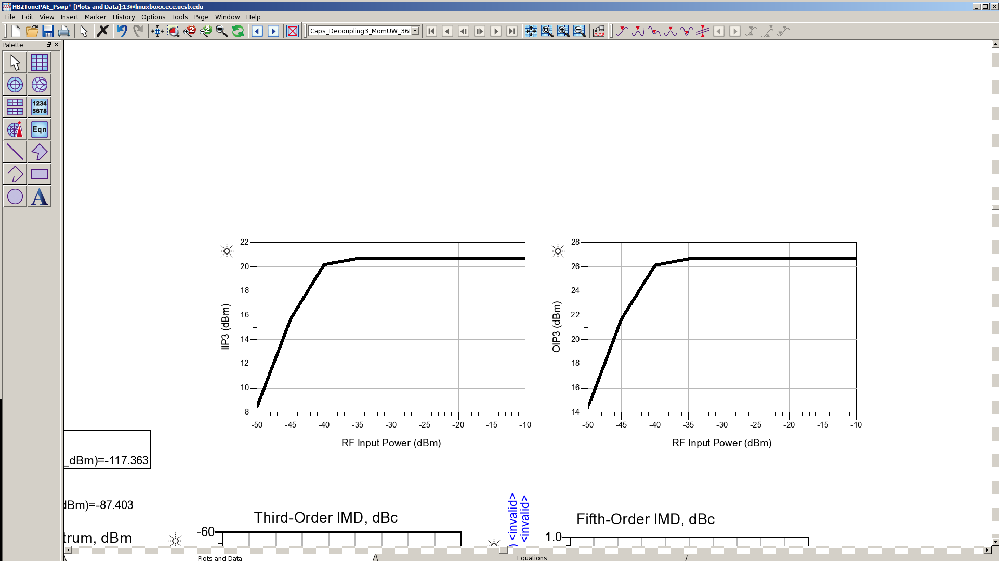 HB2TonePAE_Pswp* [Plots and Data]:13@linuxboxx.ece.ucsb.edu
File Edit View Insert Marker History Options Tools Page Window Help
Caps_Decoupling3_MomUW_36
Palette
1234
5678
Eqn
22
20
18
16
14
12
10
8
IIP3 (dBm)
-50 -45 -40 -35 -30 -25 -20 -15 -10
RF Input Power (dBm)
28
26
24
22
20
18
16
14
OIP3 (dBm)
-50 -45 -40 -35 -30 -25 -20 -15 -10
RF Input Power (dBm)
_dBm)=-117.363
dBm)=-87.403
trum, dBm
Third-Order IMD, dBc
-60
) <invalid>
<invalid>
Fifth-Order IMD, dBc
1.0
Plots and Data
Equations